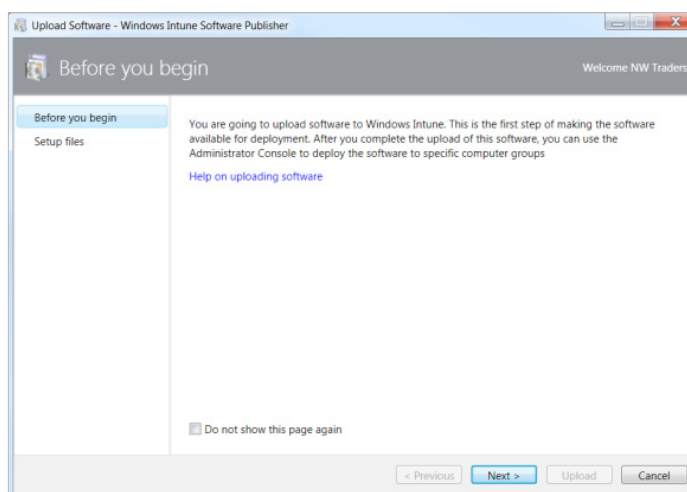 Upload Software - Windows Intune Software Publisher
Before you begin
Welcome NW Traders
Before you begin
Setup files
You are going to upload software to Windows Intune. This is the first step of making the software
available for deployment. After you complete the upload of this software, you can use the
Administrator Console to deploy the software to specific computer groups
Help on uploading software
Do not show this page again
< Previous
Next >
Upload
Cancel